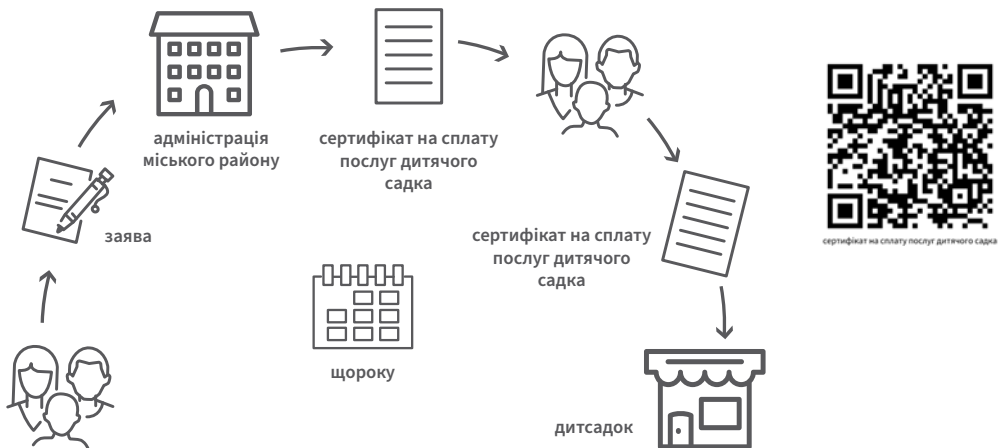 адміністрація
міського району
сертифікат на сплату
послуг дитячого
садка
заява
сертифікат на сплату
послуг дитячого
садка
щороку
дитсадок
сертифікат на сплату послуг дитячого садка